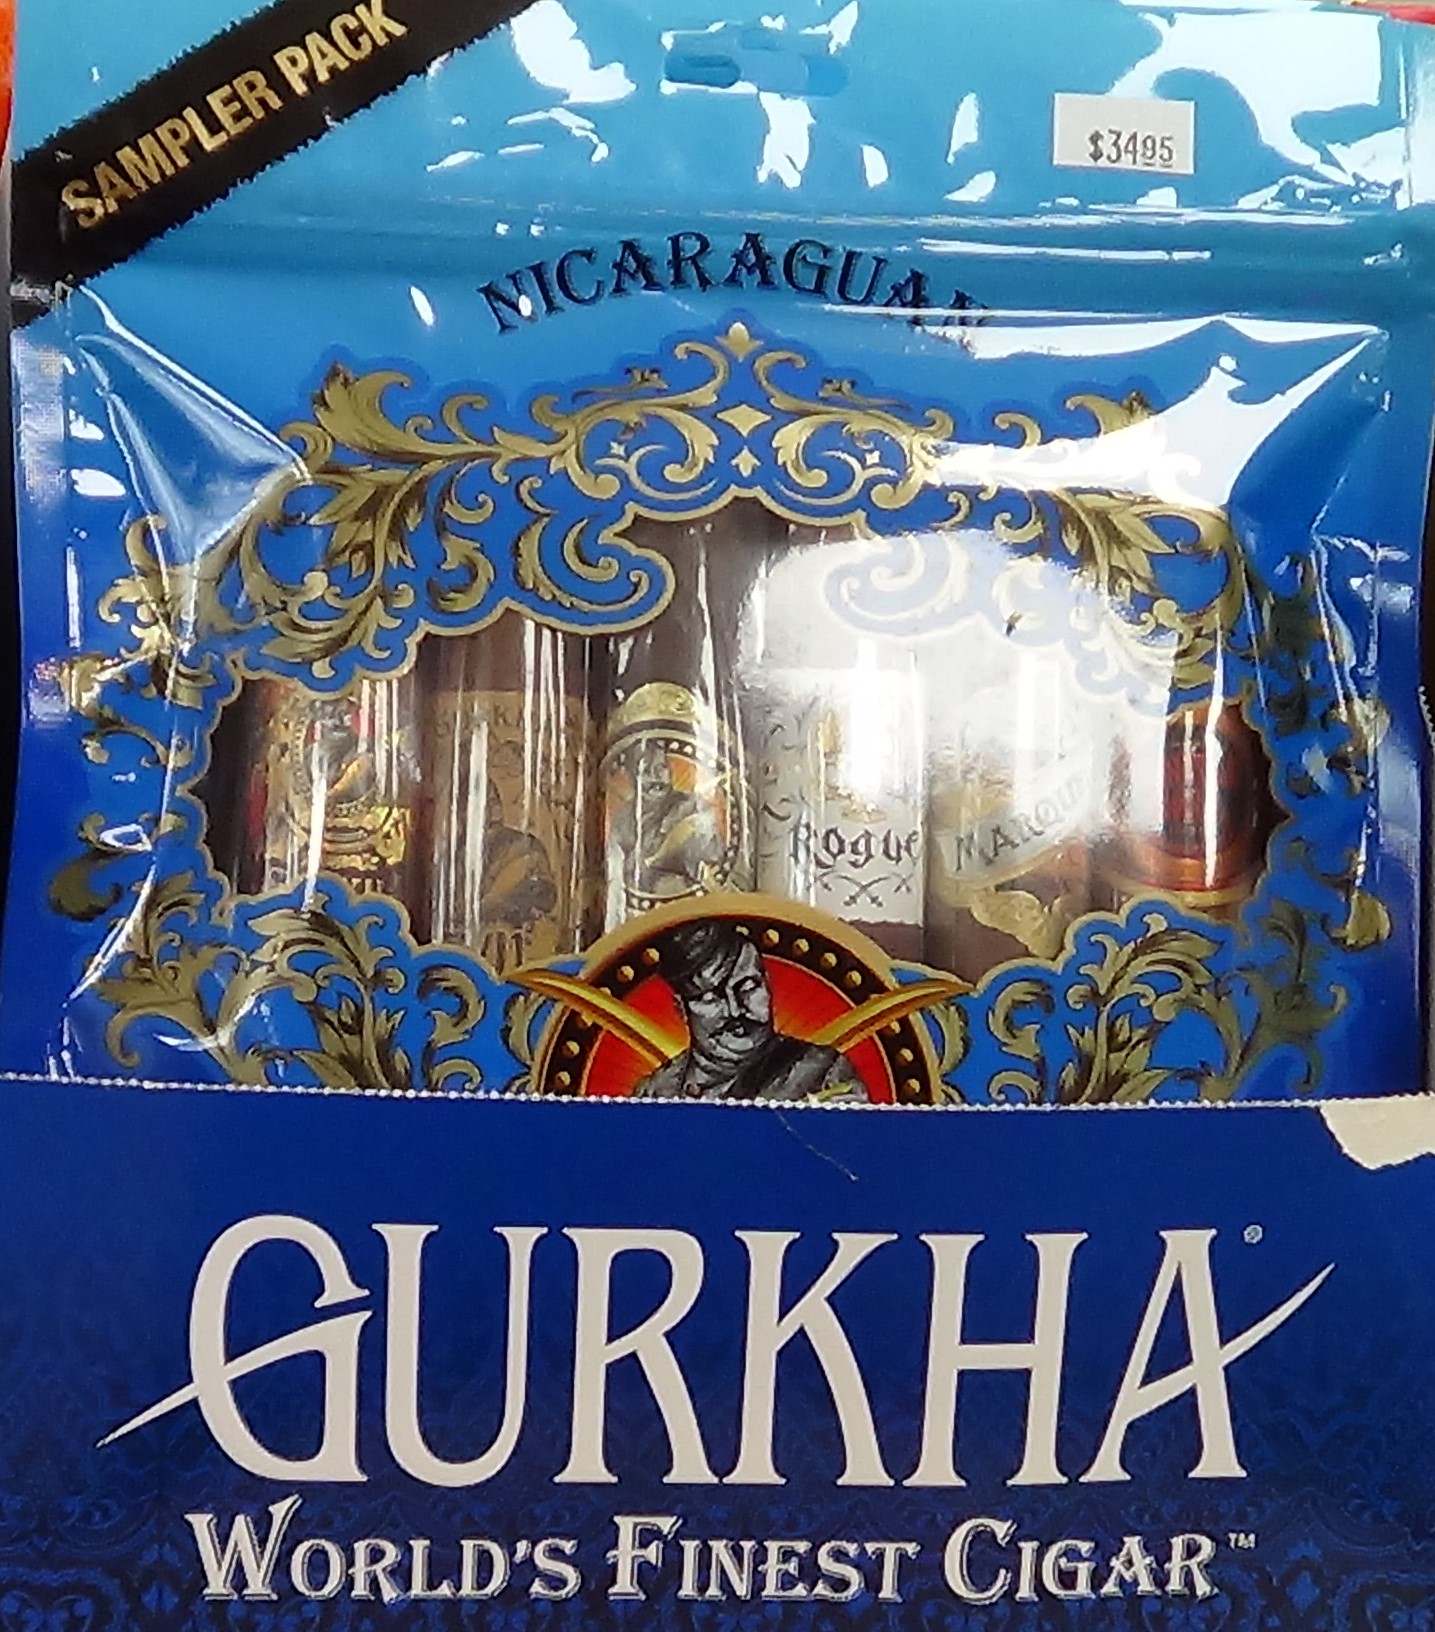 SAMPLER PACK
$3495
NICARAGUAN
Rogue
GURKHA®
WORLD'S FINEST CIGAR™